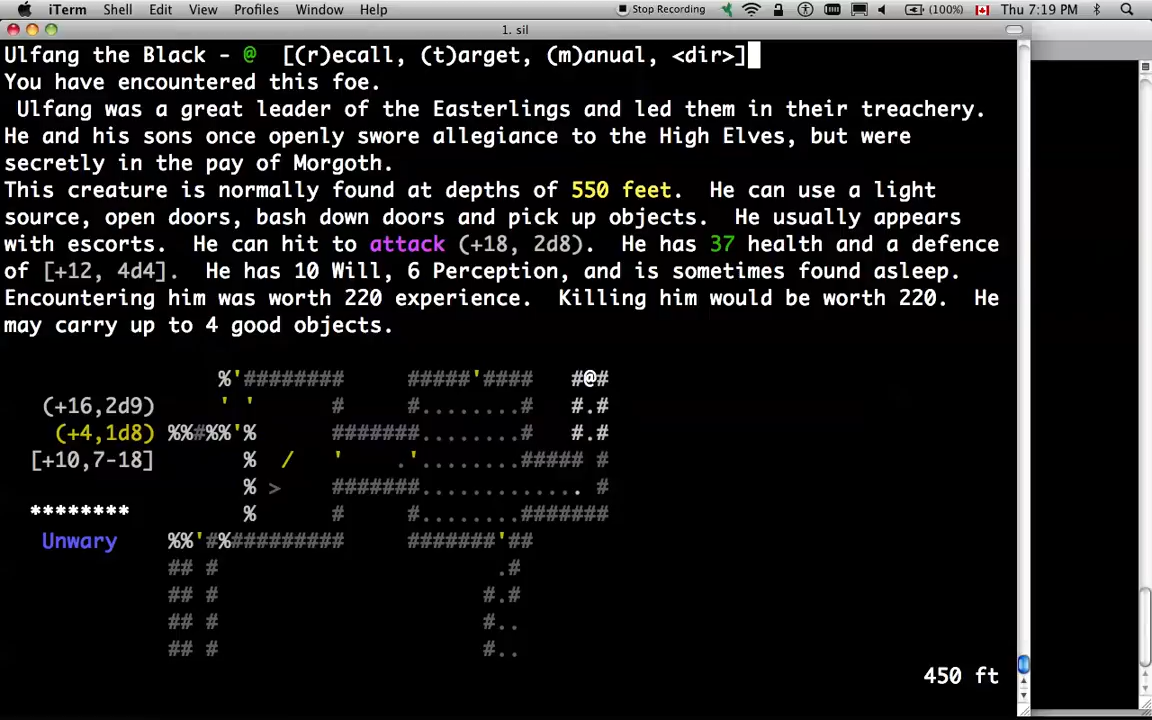 iTerm Shell Edit View Profiles Window Help Stop Recording (100%) Thu 7:19 PM
1. sil
Ulfang the Black - @ [(r)ecall, (t)arget, (m)anual, <dir>]
You have encountered this foe.
Ulfang was a great leader of the Easterlings and led them in their treachery.
He and his sons once openly swore allegiance to the High Elves, but were
secretly in the pay of Morgoth.
This creature is normally found at depths of 550 feet. He can use a light
source, open doors, bash down doors and pick up objects. He usually appears
with escorts. He can hit to attack (+18, 2d8). He has 37 health and a defence
of [+12, 4d4]. He has 10 Will, 6 Perception, and is sometimes found asleep.
Encountering him was worth 220 experience. Killing him would be worth 220. He
may carry up to 4 good objects.
%'######## #####'#### #@#
(+16,2d9) ' ' # #........# #.#
(+4,1d8) %%#%%'% #######........# #.#
[+10,7-18] % / ' .'........##### #
% > #######............. #
******** % # #........#######
Unwary %%'#%######### #######'##
## # .#
## # #.#
## # #..
## # #..
450 ft